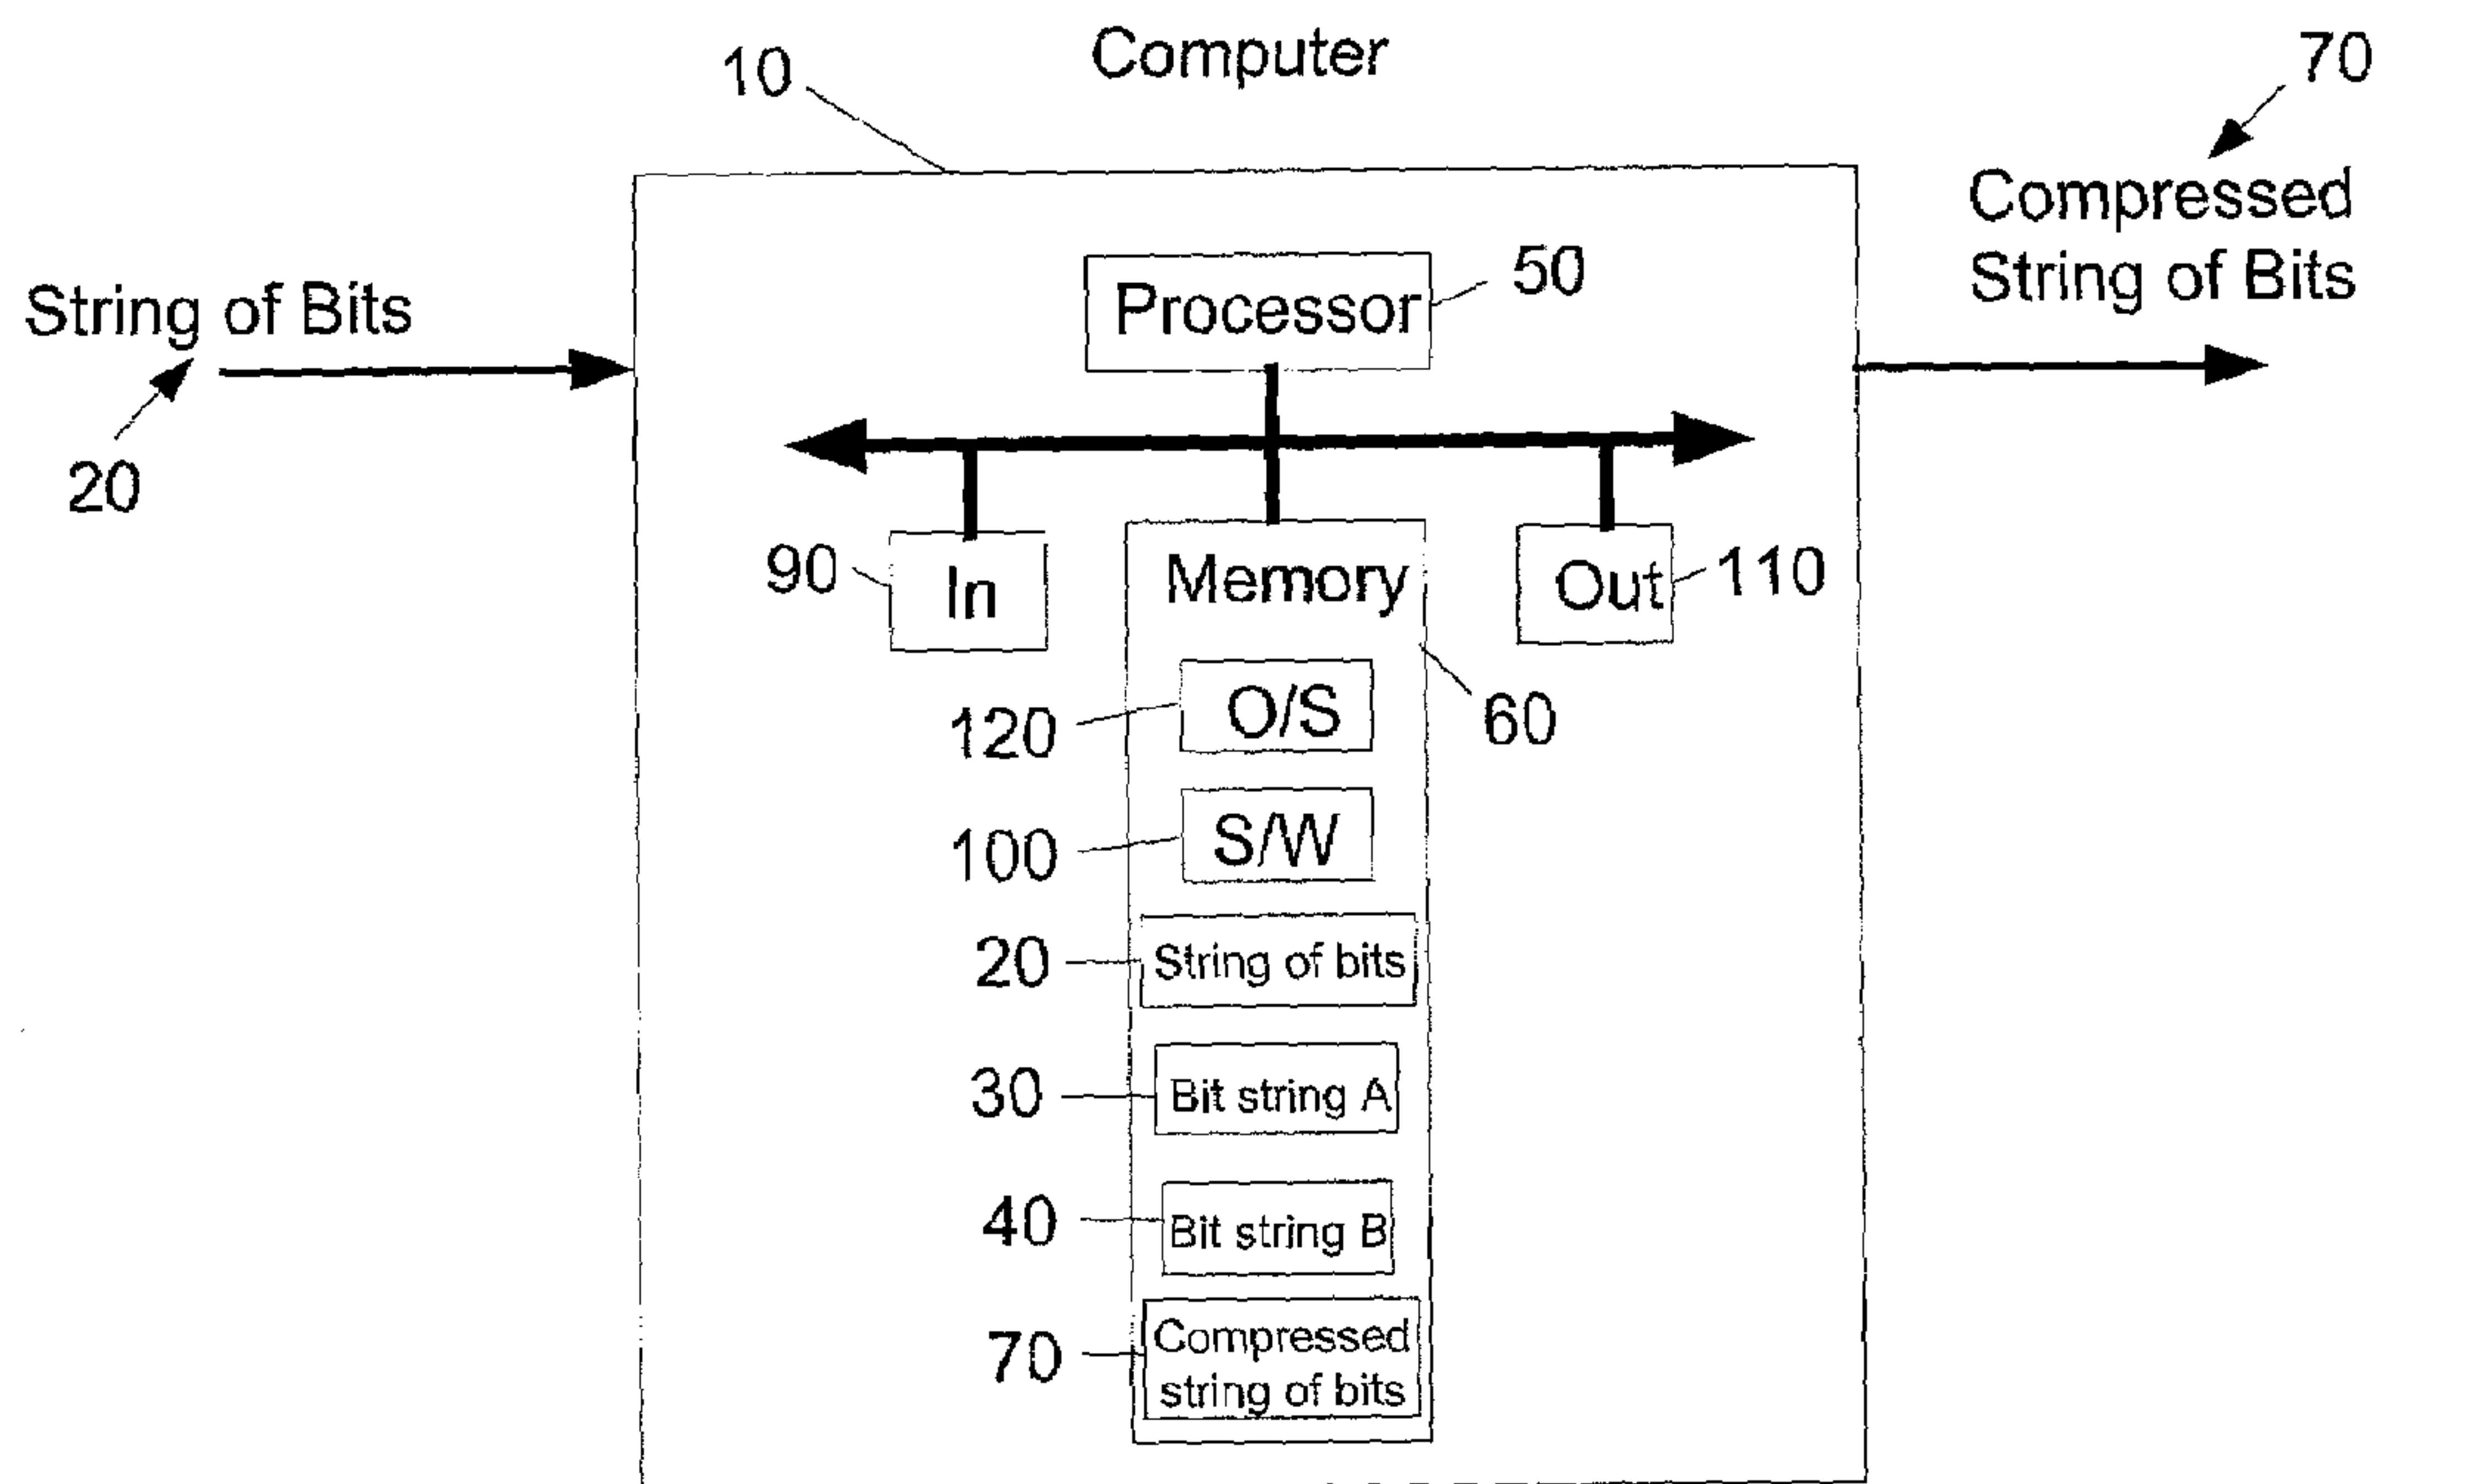 Computer
10
70
Compressed
String of Bits
String of Bits
20
Processor
50
90
In
Memory
Out
110
60
120
O/S
100
S/W
20
String of bits
30
Bit string A
40
Bit string B
70
Compressed
string of bits